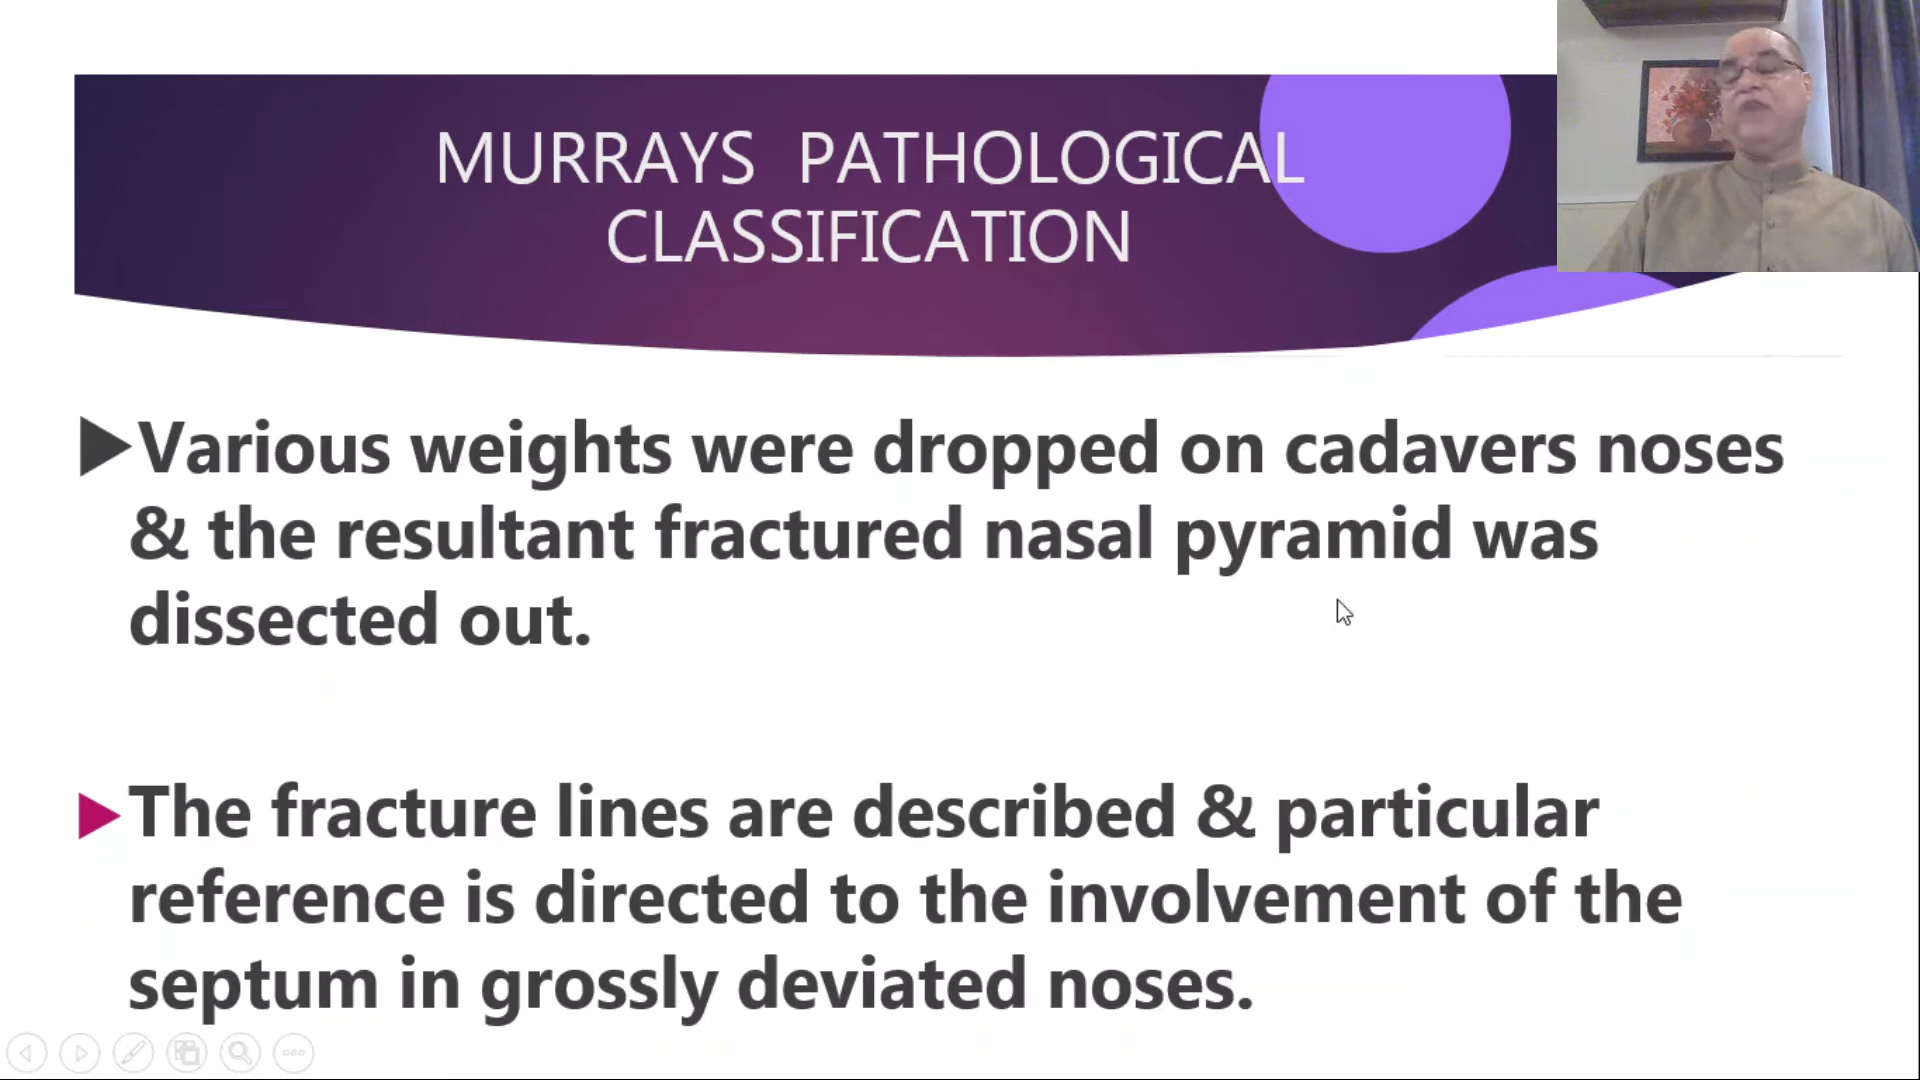 MURRAYS PATHOLOGICAL
CLASSIFICATION
Various weights were dropped on cadavers noses
& the resultant fractured nasal pyramid was
dissected out.
The fracture lines are described & particular
reference is directed to the involvement of the
septum in grossly deviated noses.